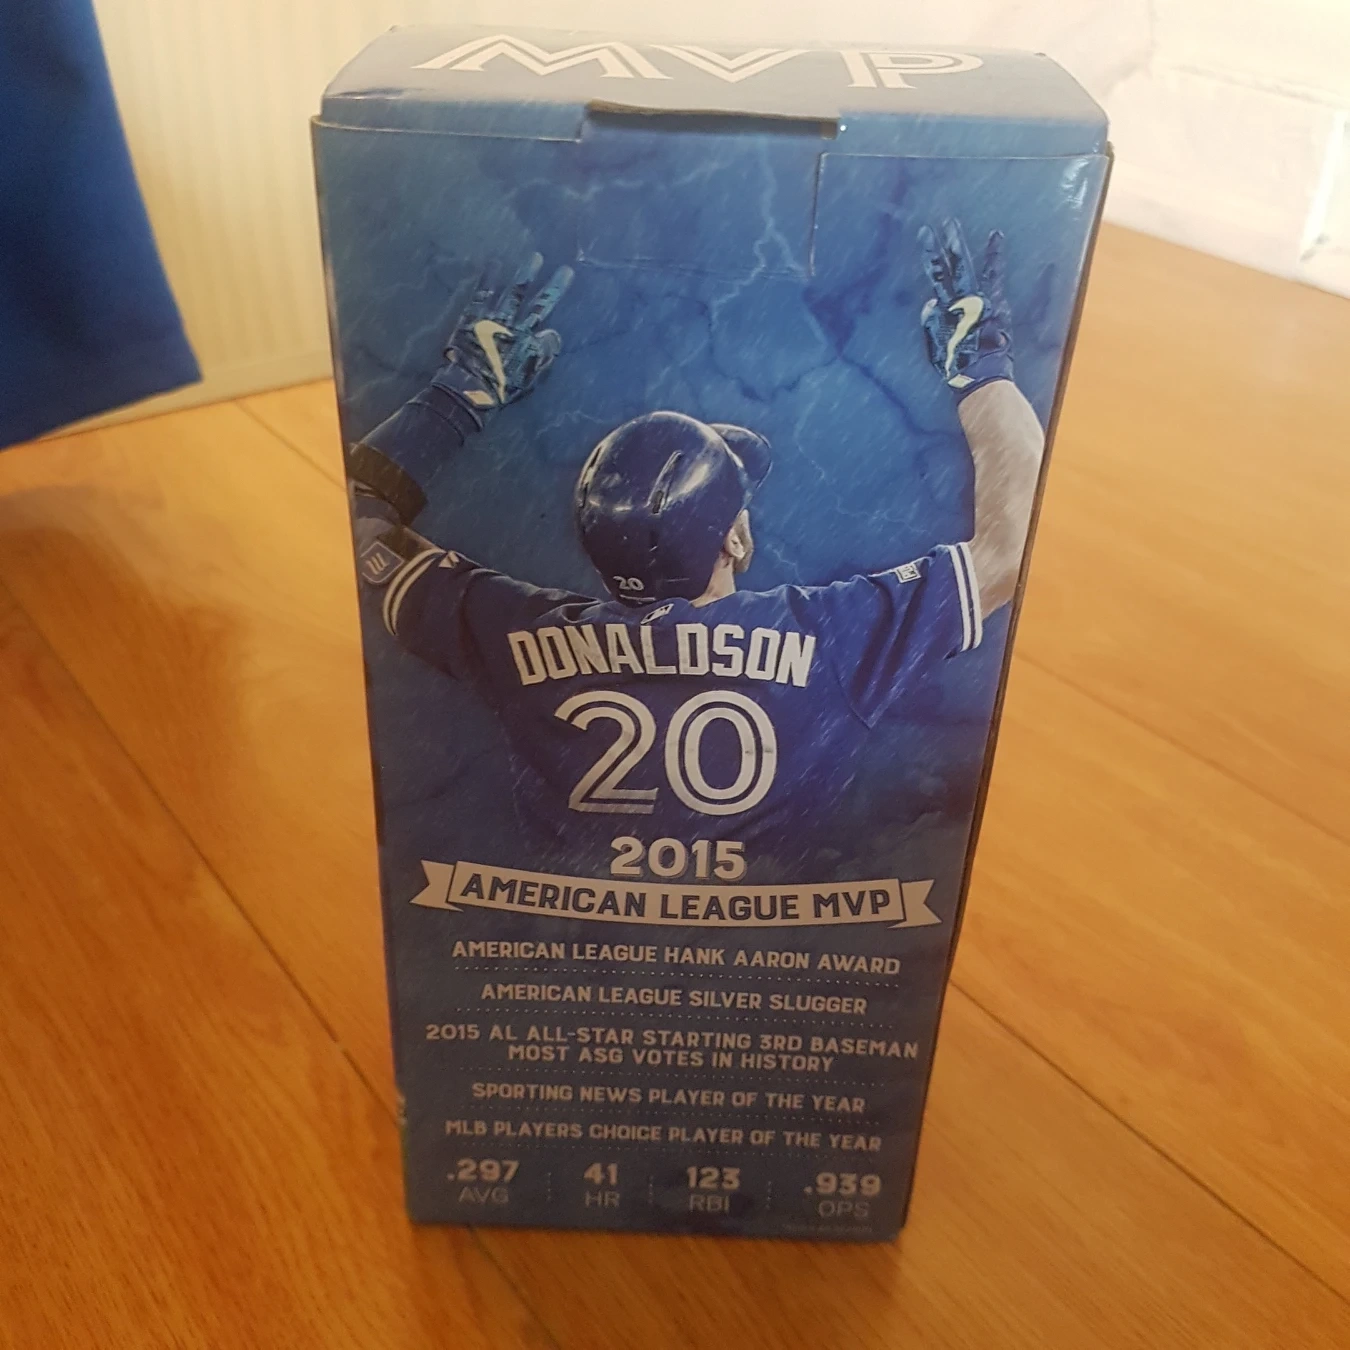 MVP
20
DONALDSON
20
2015
AMERICAN LEAGUE MVP
AMERICAN LEAGUE HANK AARON AWARD
AMERICAN LEAGUE SILVER SLUGGER
2015 AL ALL-STAR STARTING 3RD BASEMAN
MOST ASG VOTES IN HISTORY
SPORTING NEWS PLAYER OF THE YEAR
MLB PLAYERS CHOICE PLAYER OF THE YEAR
.297 41 123 .939
AVG HR RBI OPS